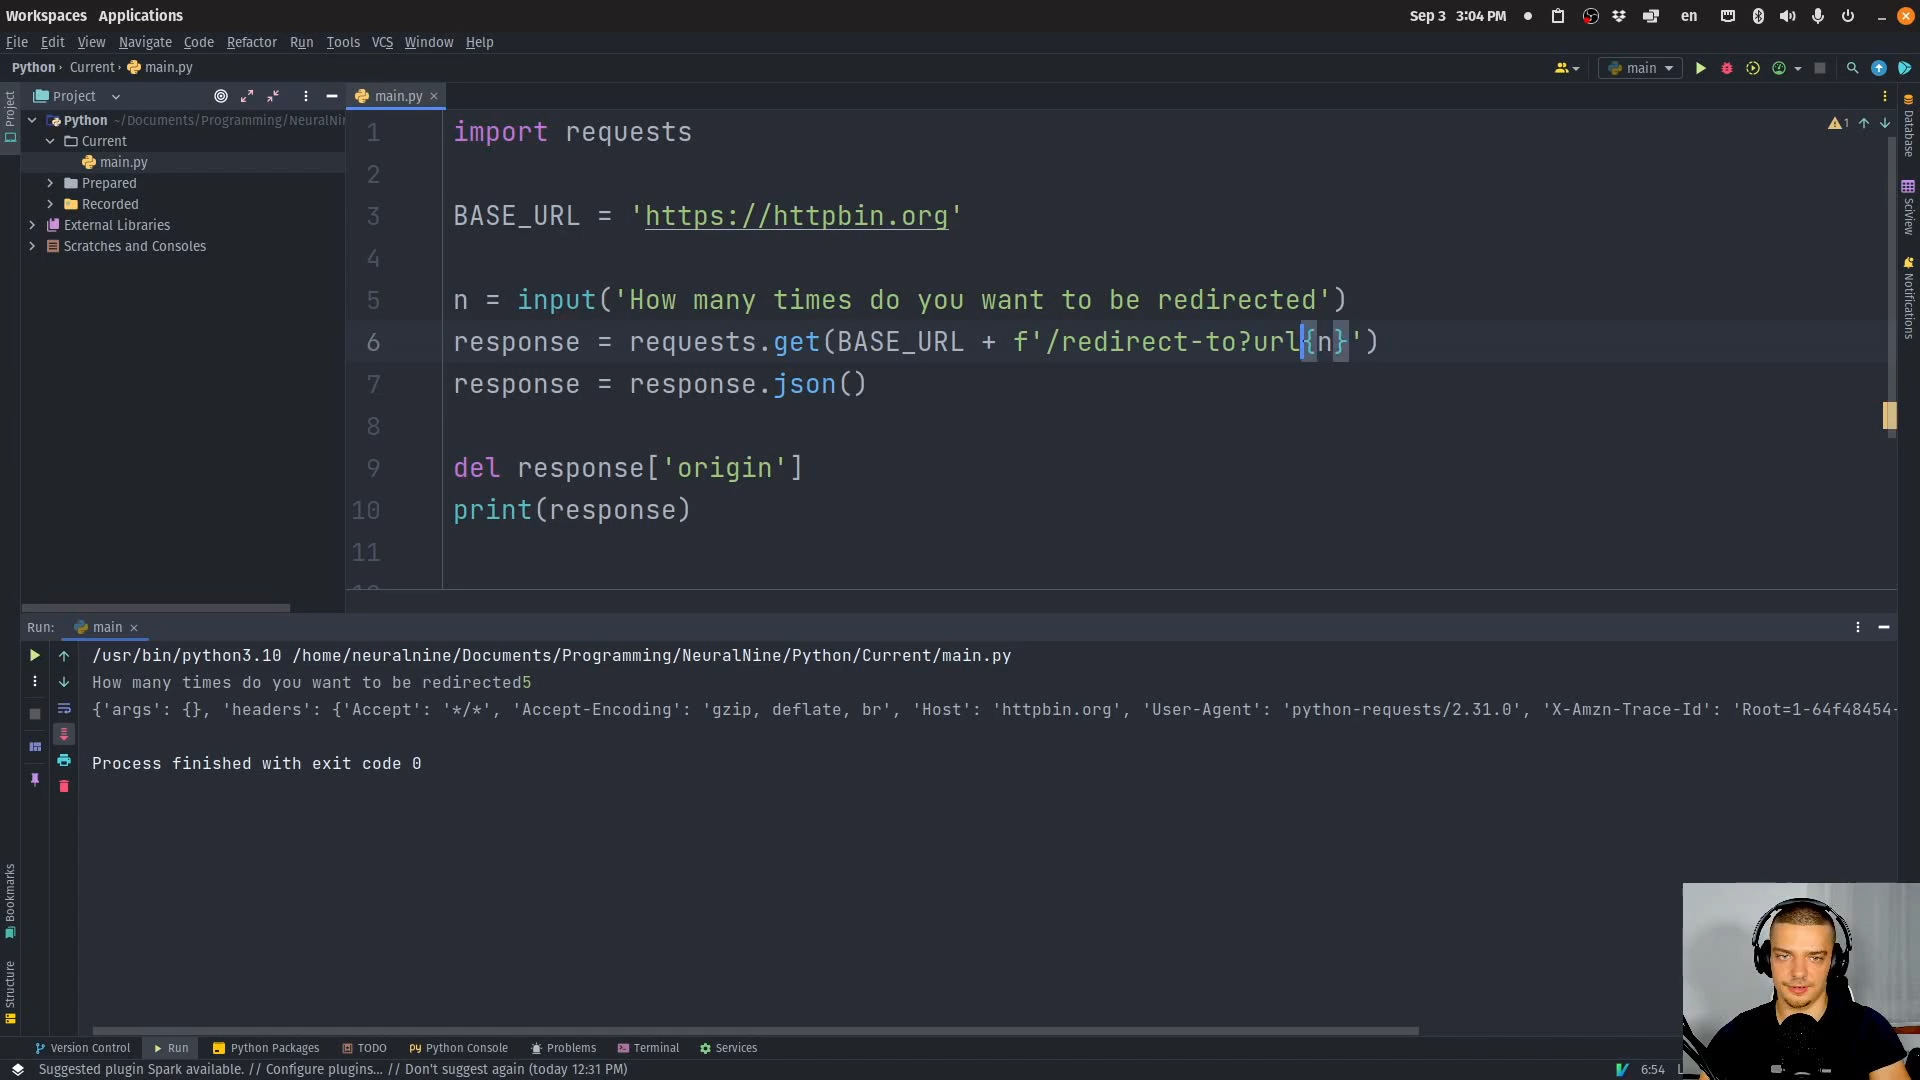 Workspaces Applications
Sep 3 3:04 PM en
File Edit View Navigate Code Refactor Run Tools VCS Window Help
Python Current main.py
main
Project
main.py
Project
Python ~/Documents/Programming/NeuralNin
Current
main.py
Prepared
Recorded
External Libraries
Scratches and Consoles
1 import requests
2
3 BASE_URL = 'https://httpbin.org'
4
5 n = input('How many times do you want to be redirected')
6 response = requests.get(BASE_URL + f'/redirect-to?url{n}')
7 response = response.json()
8
9 del response['origin']
10 print(response)
11
1
Database
SciView
Notifications
Run: main
/usr/bin/python3.10 /home/neuralnine/Documents/Programming/NeuralNine/Python/Current/main.py
How many times do you want to be redirected5
{'args': {}, 'headers': {'Accept': '*/*', 'Accept-Encoding': 'gzip, deflate, br', 'Host': 'httpbin.org', 'User-Agent': 'python-requests/2.31.0', 'X-Amzn-Trace-Id': 'Root=1-64f48454-
Process finished with exit code 0
Bookmarks
Structure
Version Control Run Python Packages TODO Python Console Problems Terminal Services
Suggested plugin Spark available. // Configure plugins... // Don't suggest again (today 12:31 PM)
6:54